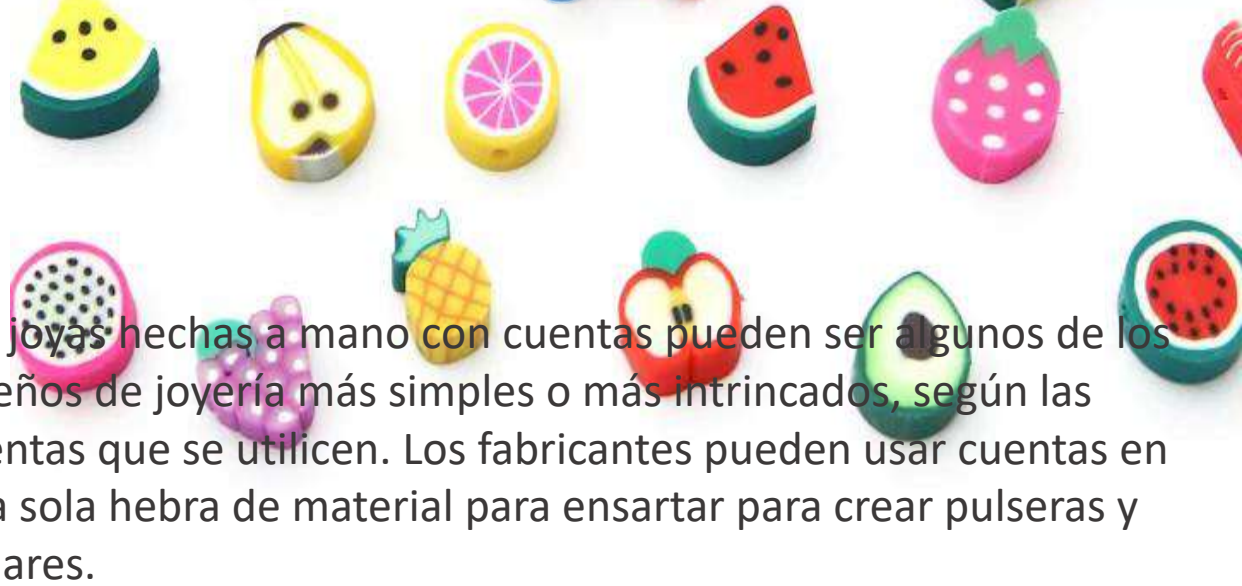 joyas hechas a mano con cuentas pueden ser algunos de los
eños de joyería más simples o más intrincados, según las
entas que se utilicen. Los fabricantes pueden usar cuentas en
a sola hebra de material para ensartar para crear pulseras y
ares.